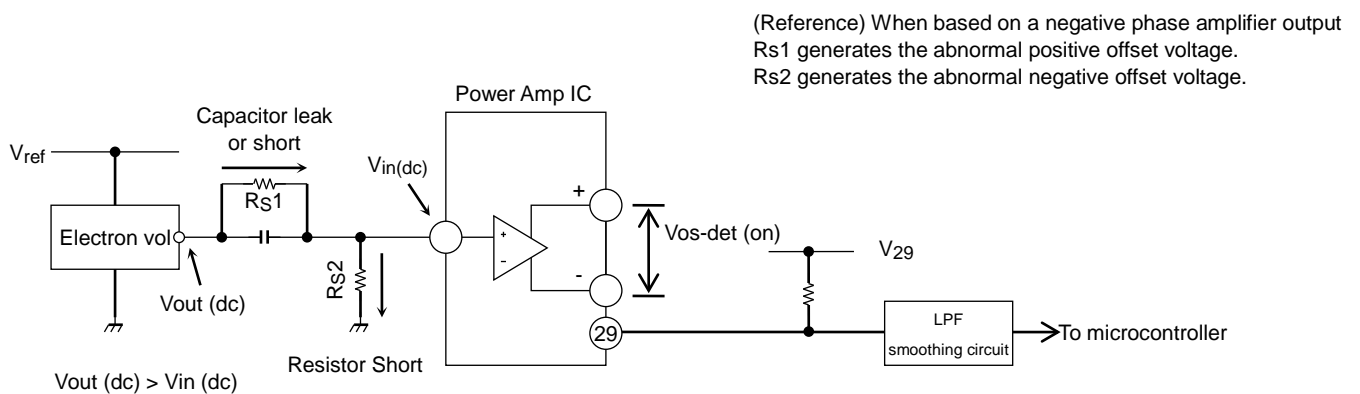 (Reference) When based on a negative phase amplifier output
Rs1 generates the abnormal positive offset voltage.
Rs2 generates the abnormal negative offset voltage.
Power Amp IC
Capacitor leak
or short
Vref
Vin(dc)
RS1
+
Electron vol
+
-
Vos-det (on)
V29
RS2
-
Vout (dc)
29
LPF
smoothing circuit
To microcontroller
Resistor Short
Vout (dc) > Vin (dc)